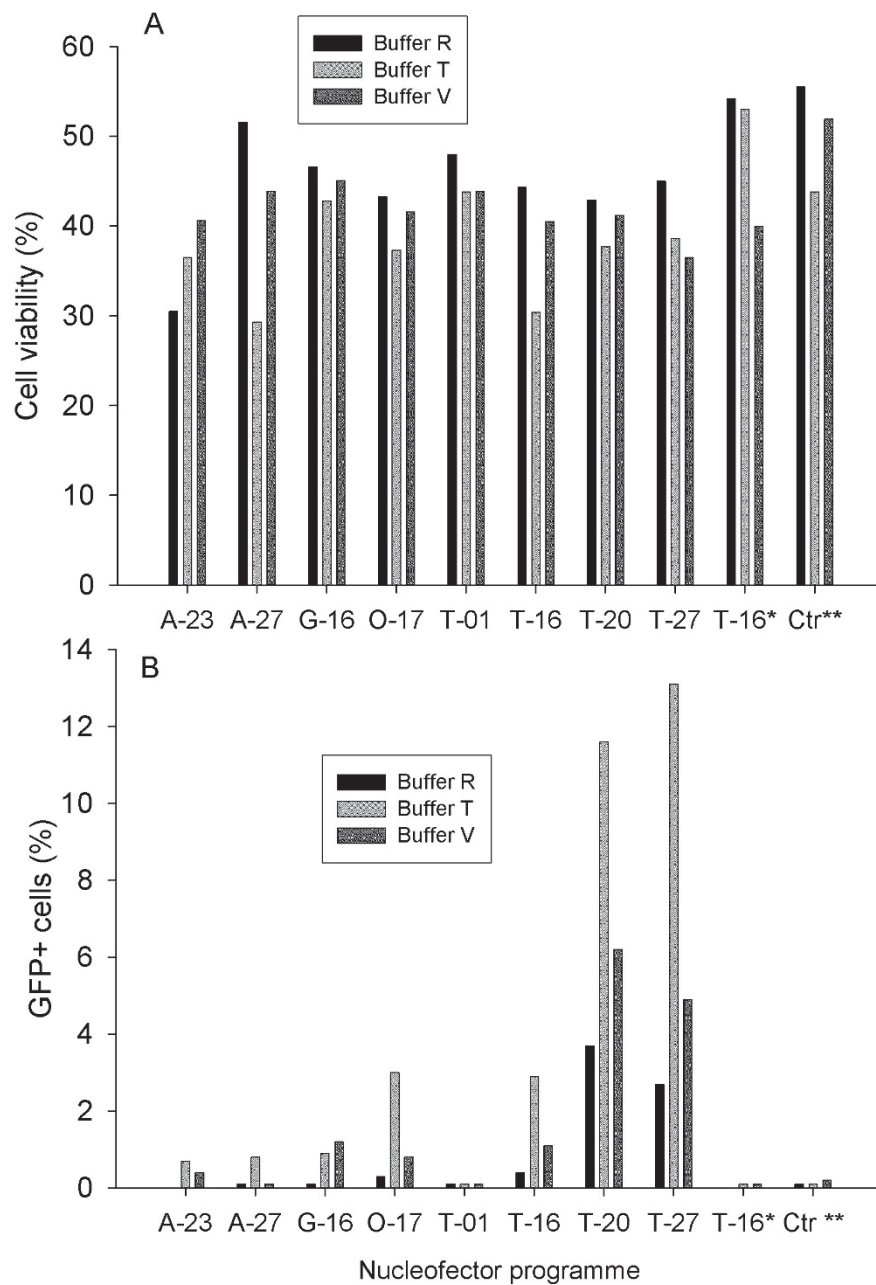 A
Buffer R
Buffer T
Buffer V
Cell viability (%)
60
50
40
30
20
10
0
A-23 A-27 G-16 O-17 T-01 T-16 T-20 T-27 T-16* Ctr**
B
Buffer R
Buffer T
Buffer V
GFP+ cells (%)
14
12
10
8
6
4
2
0
A-23 A-27 G-16 O-17 T-01 T-16 T-20 T-27 T-16* Ctr **
Nucleofector programme